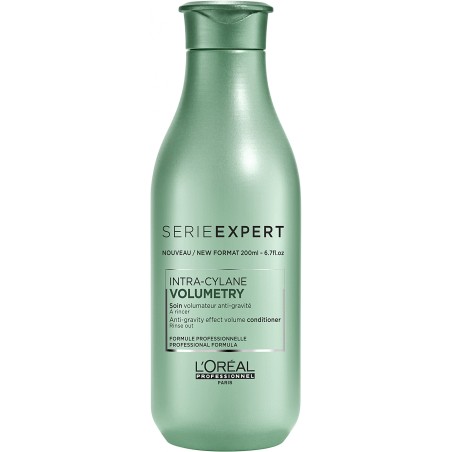 SERIEEXPERT
NOUVEAU / NEW FORMAT 200ml - 6.7fl.oz
INTRA-CYLANE
VOLUMETRY
Soin volumateur anti-gravité
À rincer
Anti-gravity effect volume conditioner
Rinse out
FORMULE PROFESSIONNELLE
PROFESSIONAL FORMULA
L'ORÉAL
PROFESSIONNEL
PARIS